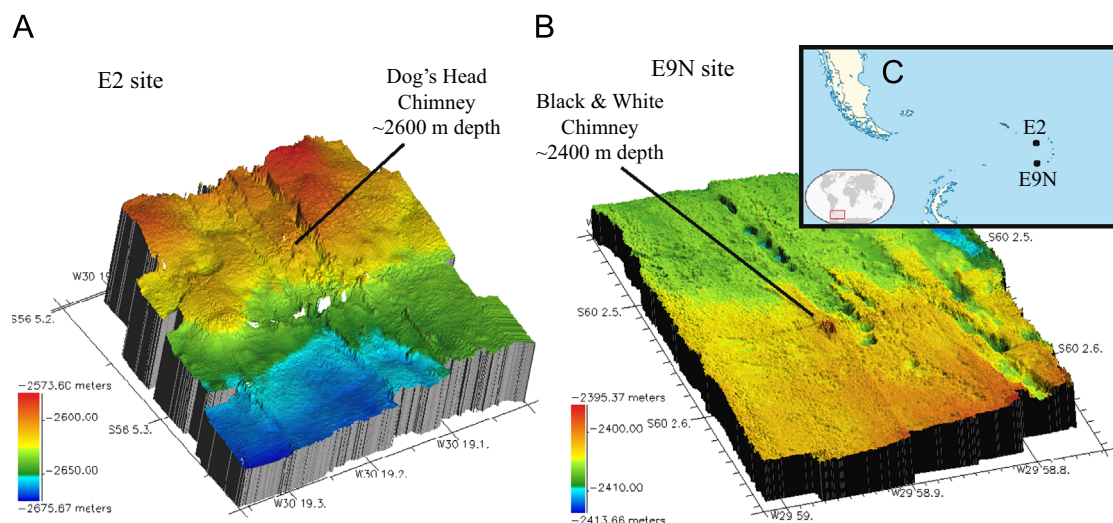 A
E2 site
Dog's Head
Chimney
~2600 m depth
W30 19
S56 5.2.
S56 5.3.
W30 19.3.
W30 19.2.
W30 19.1.
-2573.60 meters
-2600.00
-2650.00
-2675.67 meters
B
E9N site
Black & White
Chimney
~2400 m depth
C
E2
E9N
S60 2.5.
S60 2.5.
S60 2.6.
S60 2.6.
W29 59.
W29 58.9.
W29 58.8.
-2395.37 meters
-2400.00
-2410.00
-2413.66 meters